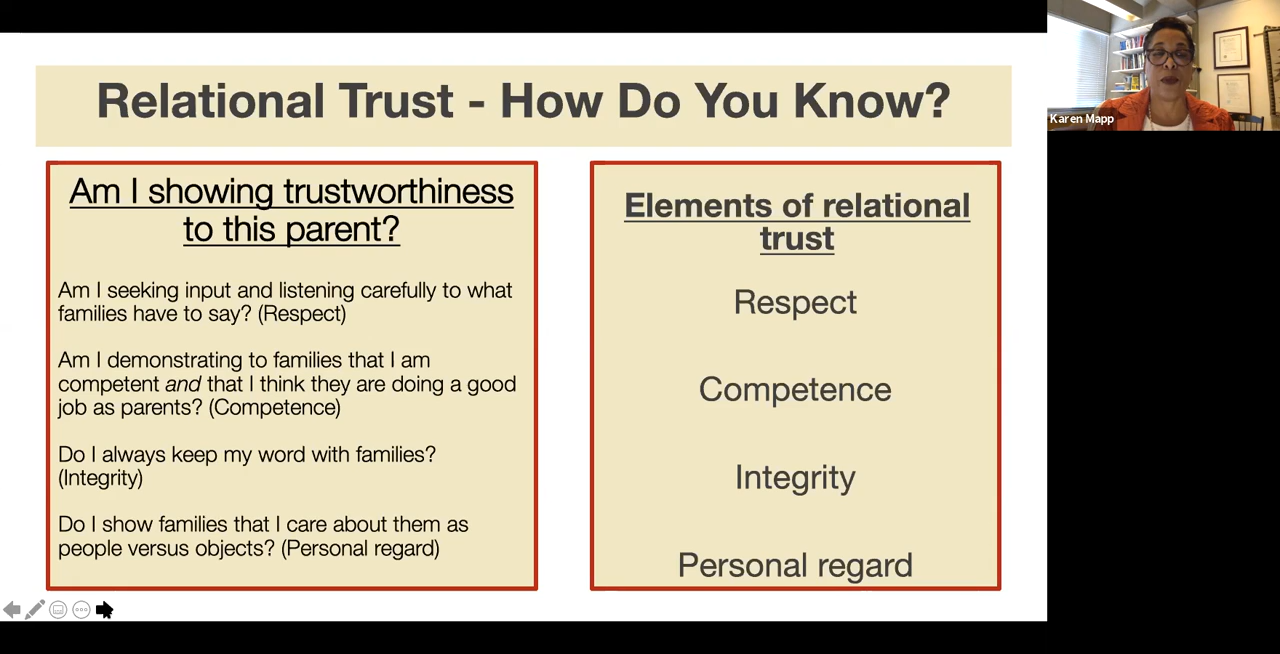 Relational Trust - How Do You Know?
Am I showing trustworthiness
to this parent?
Am I seeking input and listening carefully to what
families have to say? (Respect)
Am I demonstrating to families that I am
competent and that I think they are doing a good
job as parents? (Competence)
Do I always keep my word with families?
(Integrity)
Do I show families that I care about them as
people versus objects? (Personal regard)
Elements of relational
trust
Respect
Competence
Integrity
Personal regard
Karen Mapp